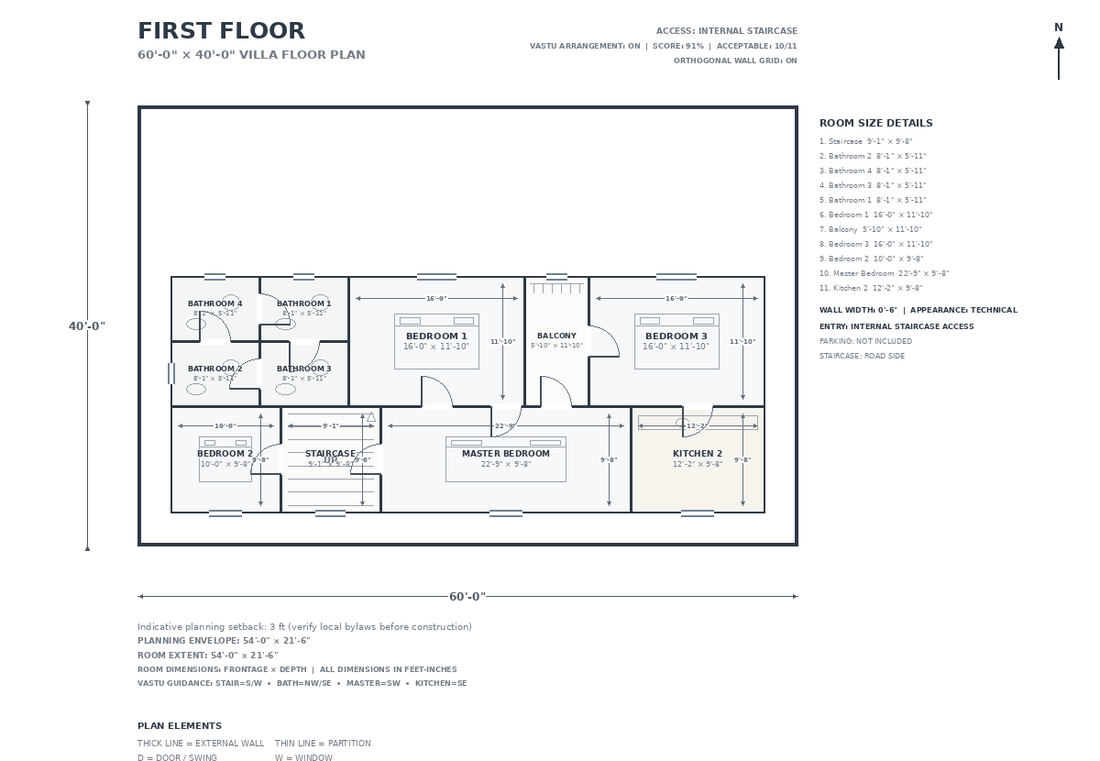 FIRST FLOOR
60'-0" × 40'-0" VILLA FLOOR PLAN
ACCESS: INTERNAL STAIRCASE
VASTU ARRANGEMENT: ON | SCORE: 91% | ACCEPTABLE: 10/11
ORTHOGONAL WALL GRID: ON
N
ROOM SIZE DETAILS
1. Staircase 9'-1" × 9'-8"
2. Bathroom 2 8'-1" × 5'-11"
3. Bathroom 4 8'-1" × 5'-11"
4. Bathroom 3 8'-1" × 5'-11"
5. Bathroom 1 8'-1" × 5'-11"
6. Bedroom 1 16'-0" × 11'-10"
7. Balcony 5'-10" × 11'-10"
8. Bedroom 3 16'-0" × 11'-10"
9. Bedroom 2 10'-0" × 9'-8"
10. Master Bedroom 22'-9" × 9'-8"
11. Kitchen 2 12'-2" × 9'-8"
WALL WIDTH: 0'-6" | APPEARANCE: TECHNICAL
ENTRY: INTERNAL STAIRCASE ACCESS
PARKING: NOT INCLUDED
STAIRCASE: ROAD SIDE
40'-0"
BATHROOM 4
8'-1" × 5'-11"
BATHROOM 1
8'-1" × 5'-11"
16'-0"
BEDROOM 1
16'-0" × 11'-10"
11'-10"
BALCONY
5'-10" × 11'-10"
16'-0"
BEDROOM 3
16'-0" × 11'-10"
11'-10"
BATHROOM 2
8'-1" × 5'-11"
BATHROOM 3
8'-1" × 5'-11"
10'-0"
BEDROOM 2
10'-0" × 9'-8"
9'-8"
9'-1"
STAIRCASE
UP
9'-1" × 9'-8"
9'-8"
22'-9"
MASTER BEDROOM
22'-9" × 9'-8"
9'-8"
12'-2"
KITCHEN 2
12'-2" × 9'-8"
9'-8"
60'-0"
Indicative planning setback: 3 ft (verify local bylaws before construction)
PLANNING ENVELOPE: 54'-0" × 21'-6"
ROOM EXTENT: 54'-0" × 21'-6"
ROOM DIMENSIONS: FRONTAGE × DEPTH | ALL DIMENSIONS IN FEET-INCHES
VASTU GUIDANCE: STAIR=S/W • BATH=NW/SE • MASTER=SW • KITCHEN=SE
PLAN ELEMENTS
THICK LINE = EXTERNAL WALL THIN LINE = PARTITION
D = DOOR / SWING W = WINDOW